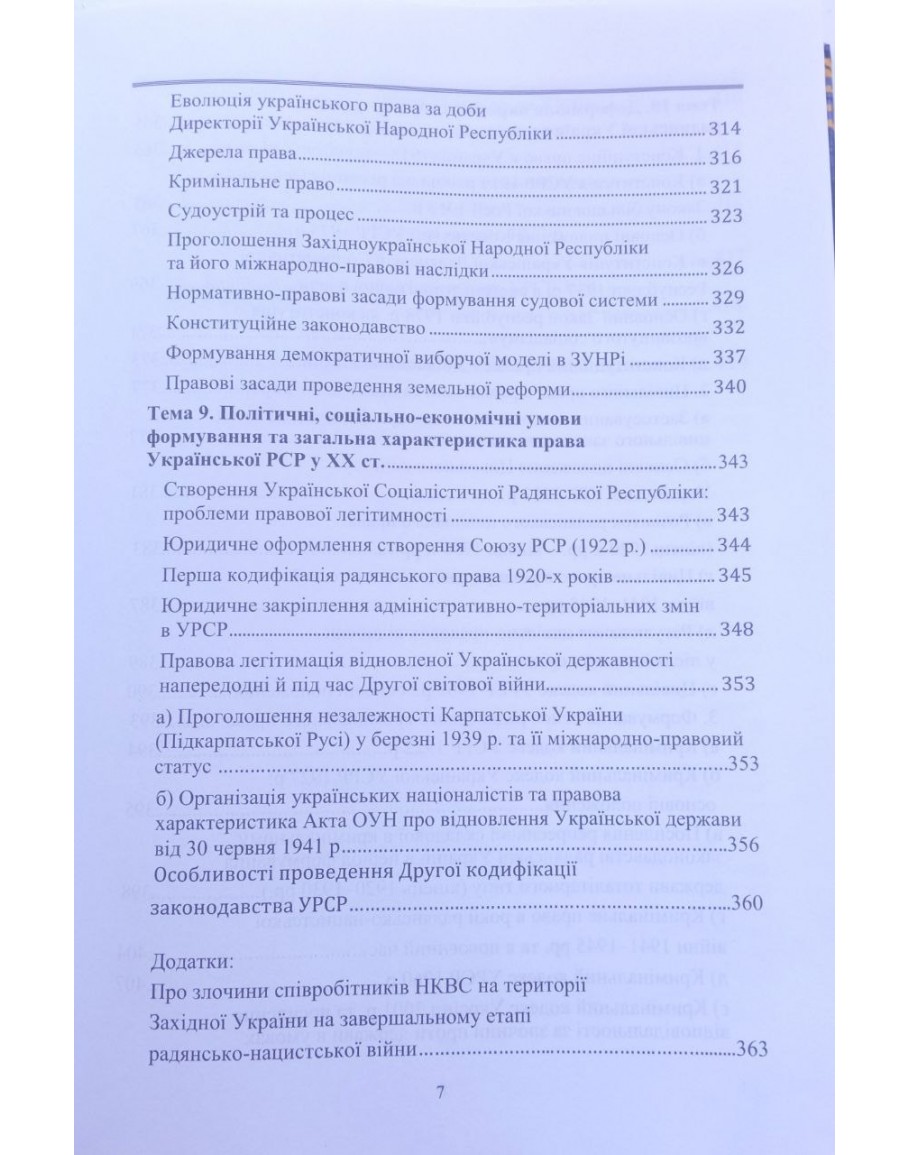 Еволюція українського права за доби
Директорії Української Народної Республіки ..... 314
Джерела права ..... 316
Кримінальне право ..... 321
Судоустрій та процес ..... 323
Проголошення Західноукраїнської Народної Республіки
та його міжнародно-правові наслідки ..... 326
Нормативно-правові засади формування судової системи ..... 329
Конституційне законодавство ..... 332
Формування демократичної виборчої моделі в ЗУНРі ..... 337
Правові засади проведення земельної реформи ..... 340
Тема 9. Політичні, соціально-економічні умови
формування та загальна характеристика права
Української РСР у ХХ ст. ..... 343
Створення Української Соціалістичної Радянської Республіки:
проблеми правової легітимності ..... 343
Юридичне оформлення створення Союзу РСР (1922 р.) ..... 344
Перша кодифікація радянського права 1920-х років ..... 345
Юридичне закріплення адміністративно-територіальних змін
в УРСР ..... 348
Правова легітимація відновленої Української державності
напередодні й під час Другої світової війни ..... 353
а) Проголошення незалежності Карпатської України
(Підкарпатської Русі) у березні 1939 р. та її міжнародно-правовий
статус ..... 353
б) Організація українських націоналістів та правова
характеристика Акта ОУН про відновлення Української держави
від 30 червня 1941 р ..... 356
Особливості проведення Другої кодифікації
законодавства УРСР ..... 360
Додатки:
Про злочини співробітників НКВС на території
Західної України на завершальному етапі
радянсько-нацистської війни ..... 363
7